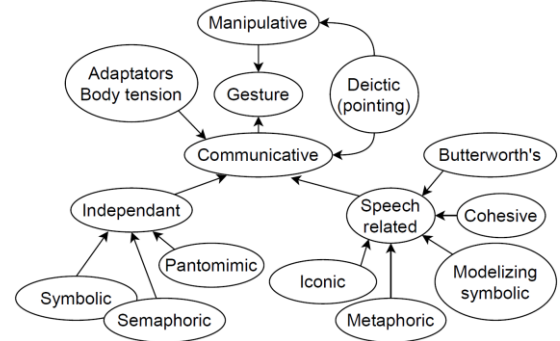 Manipulative
Adaptators
Body tension
Gesture
Deictic
(pointing)
Communicative
Butterworth's
Independant
Speech
related
Cohesive
Pantomimic
Iconic
Modelizing
symbolic
Symbolic
Semaphoric
Metaphoric